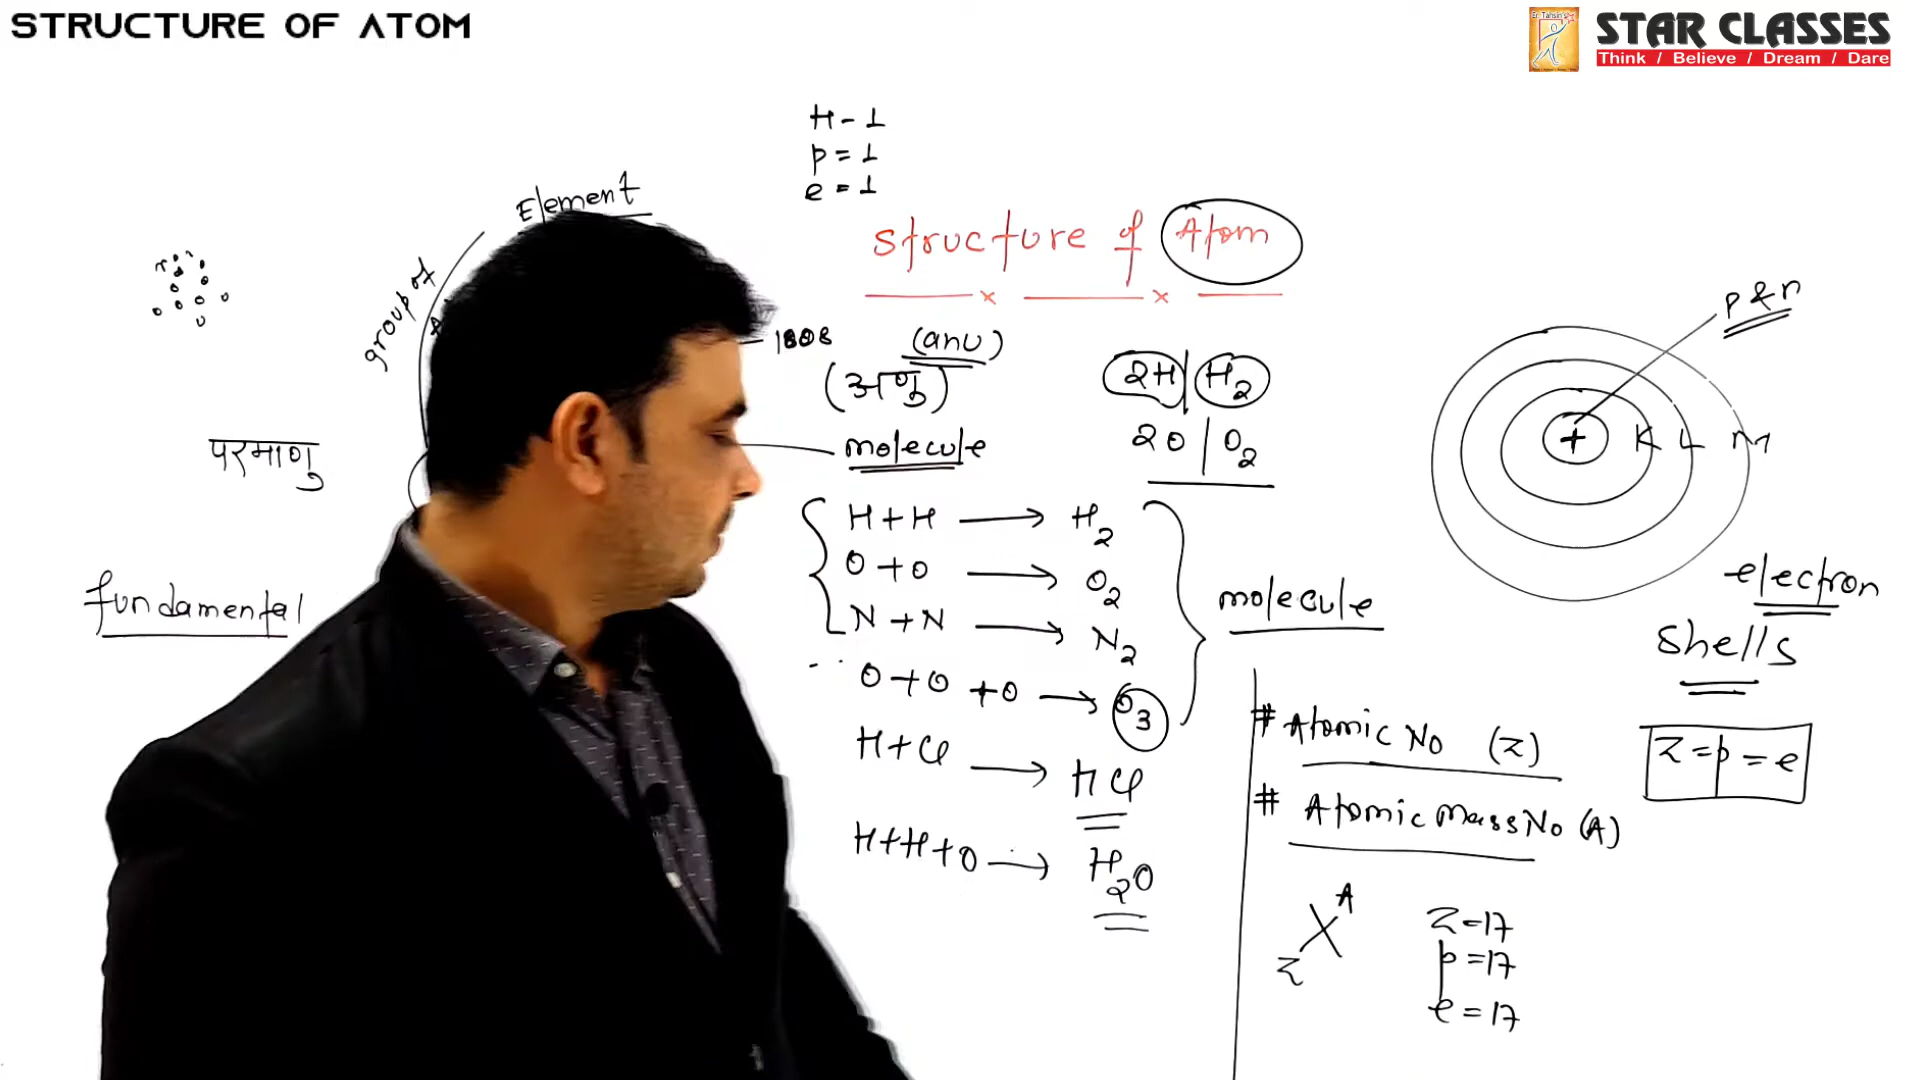 STRUCTURE OF ATOM
Er. Tahsin's
STAR CLASSES
Think / Believe / Dream / Dare
H - 1
p = 1
e = 1
Element
group of
Structure of Atom
1808
(anu)
(अणु)
molecule
परमाणु
fundamental
2H | H2
2O | O2
H + H → H2
O + O → O2
N + N → N2
O + O + O → O3
H + Cl → HCl
H + H + O → H2O
molecule
p & n
+ K L M
electron
Shells
# Atomic No (Z)
Z = p = e
# Atomic Mass No (A)
Z X A
Z = 17
p = 17
e = 17